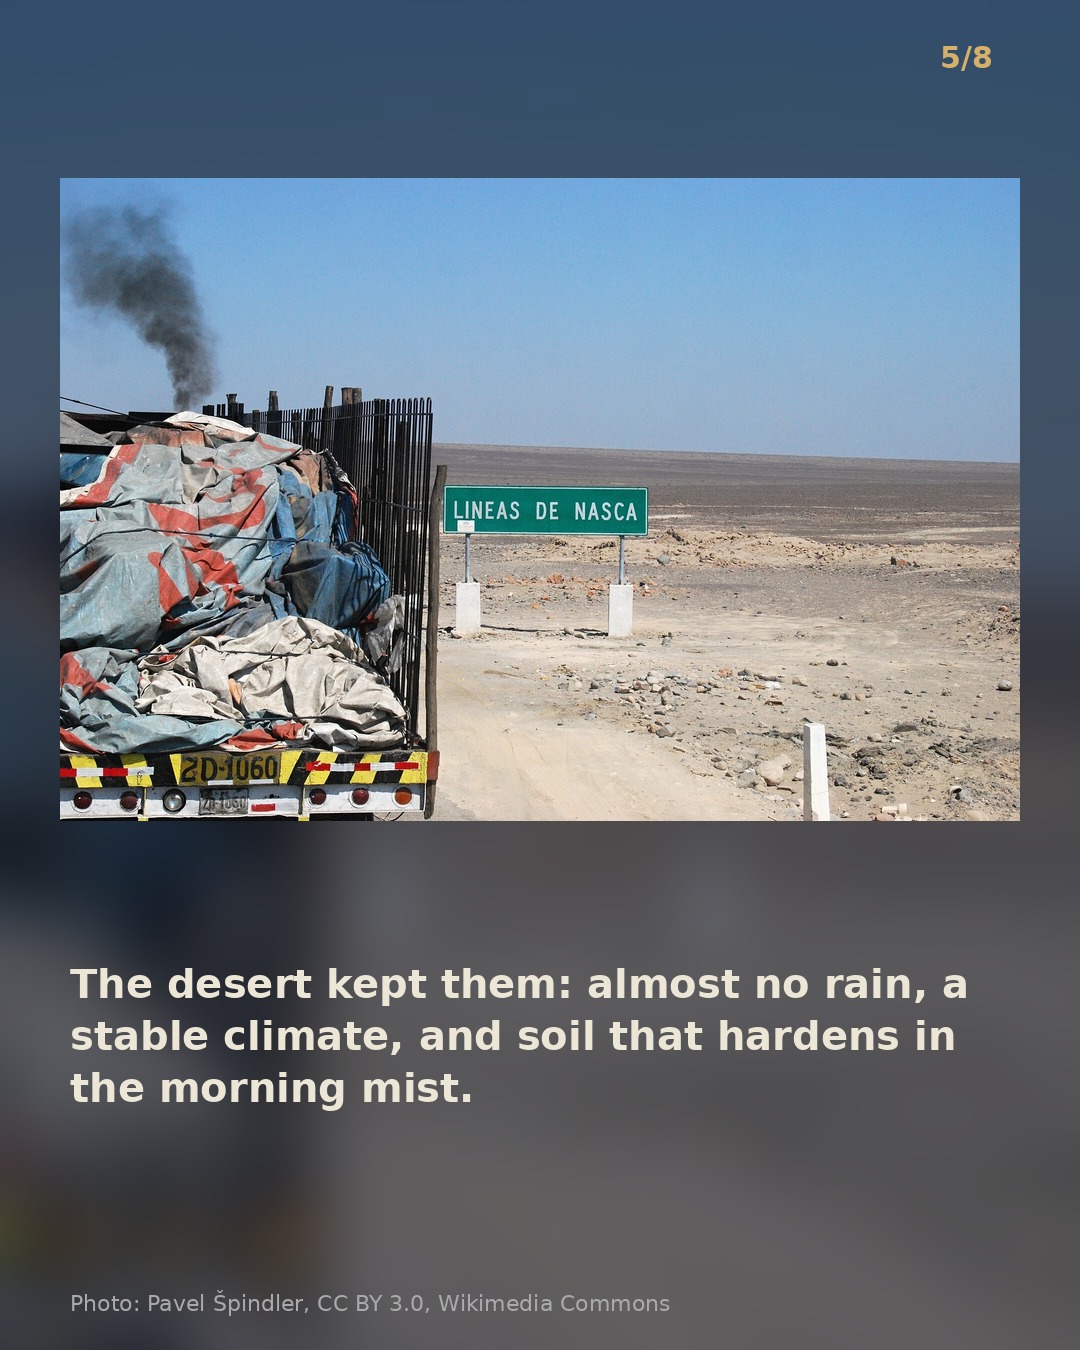 5/8
LINEAS DE NASCA
ZD-1060
The desert kept them: almost no rain, a
stable climate, and soil that hardens in
the morning mist.
Photo: Pavel Špindler, CC BY 3.0, Wikimedia Commons